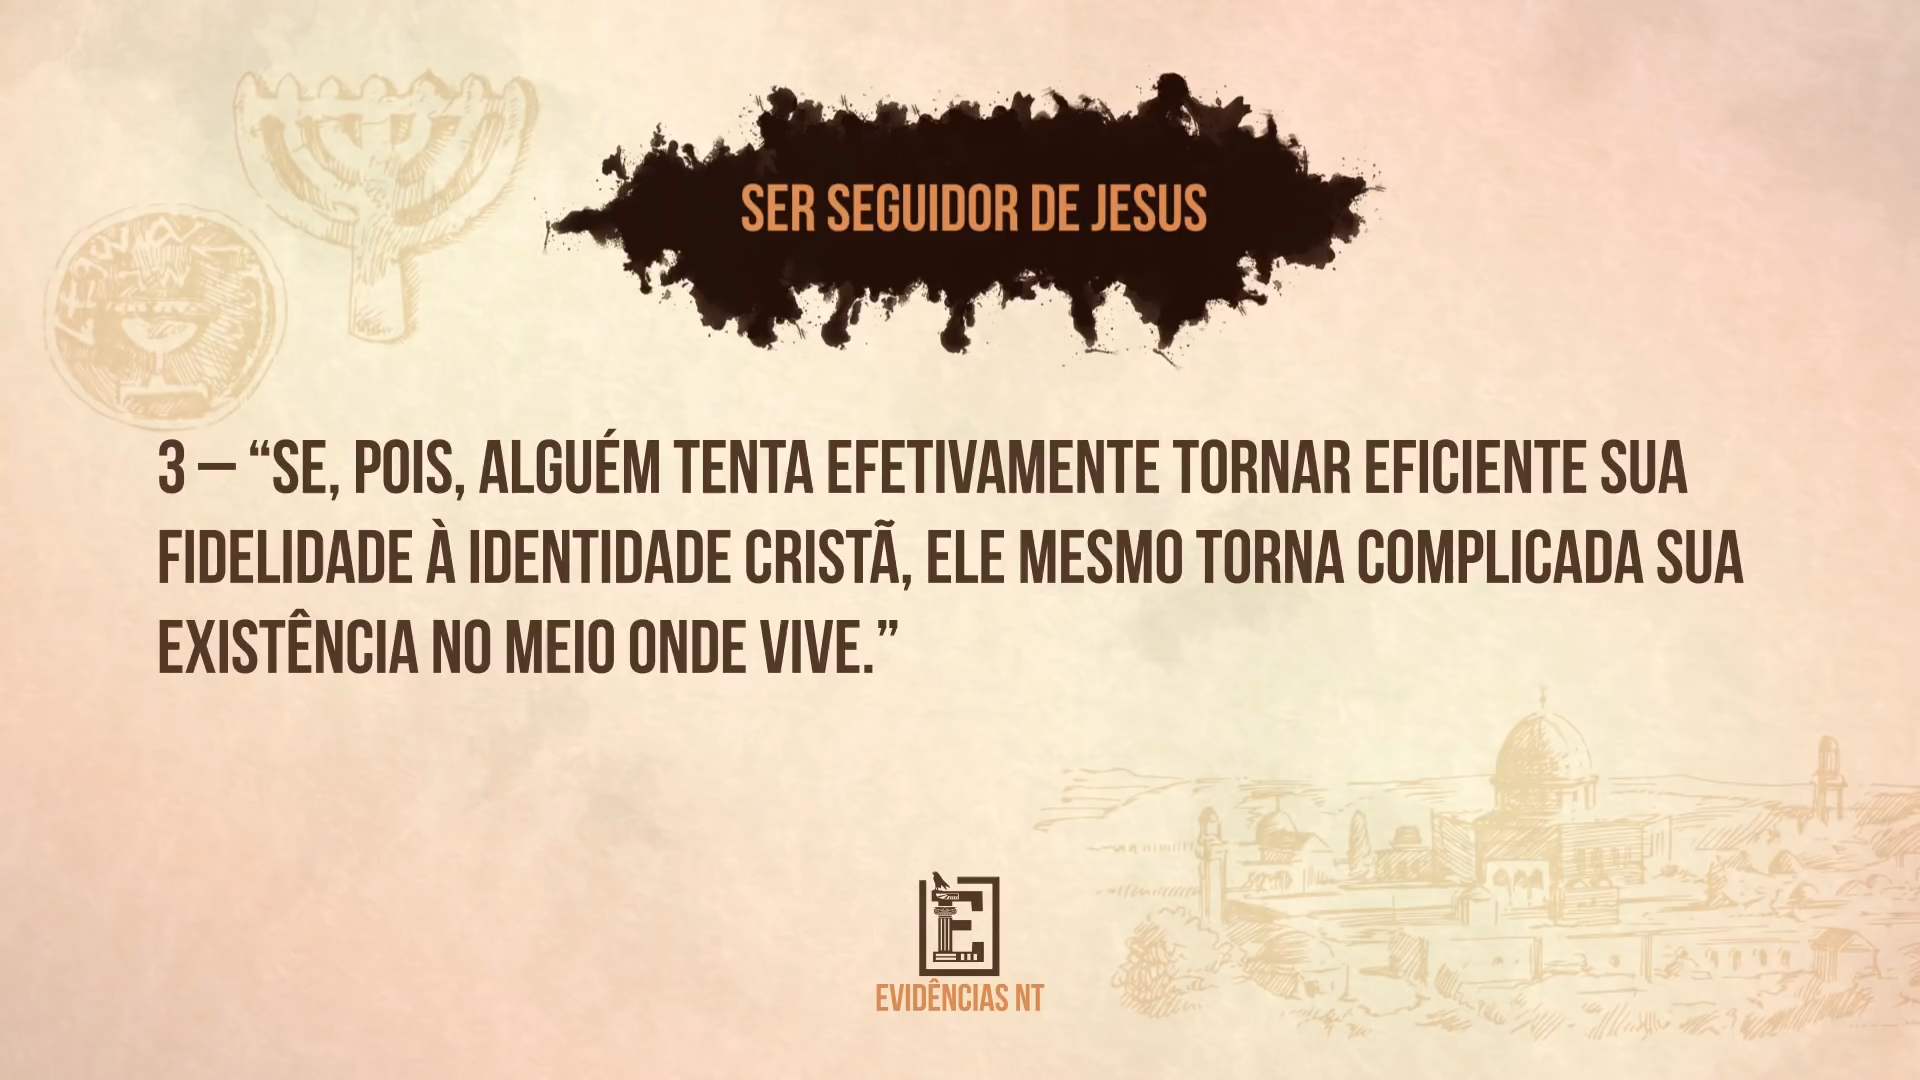 SER SEGUIDOR DE JESUS
3 – “SE, POIS, ALGUÉM TENTA EFETIVAMENTE TORNAR EFICIENTE SUA
FIDELIDADE À IDENTIDADE CRISTÃ, ELE MESMO TORNA COMPLICADA SUA
EXISTÊNCIA NO MEIO ONDE VIVE.”
E
EVIDÊNCIAS NT